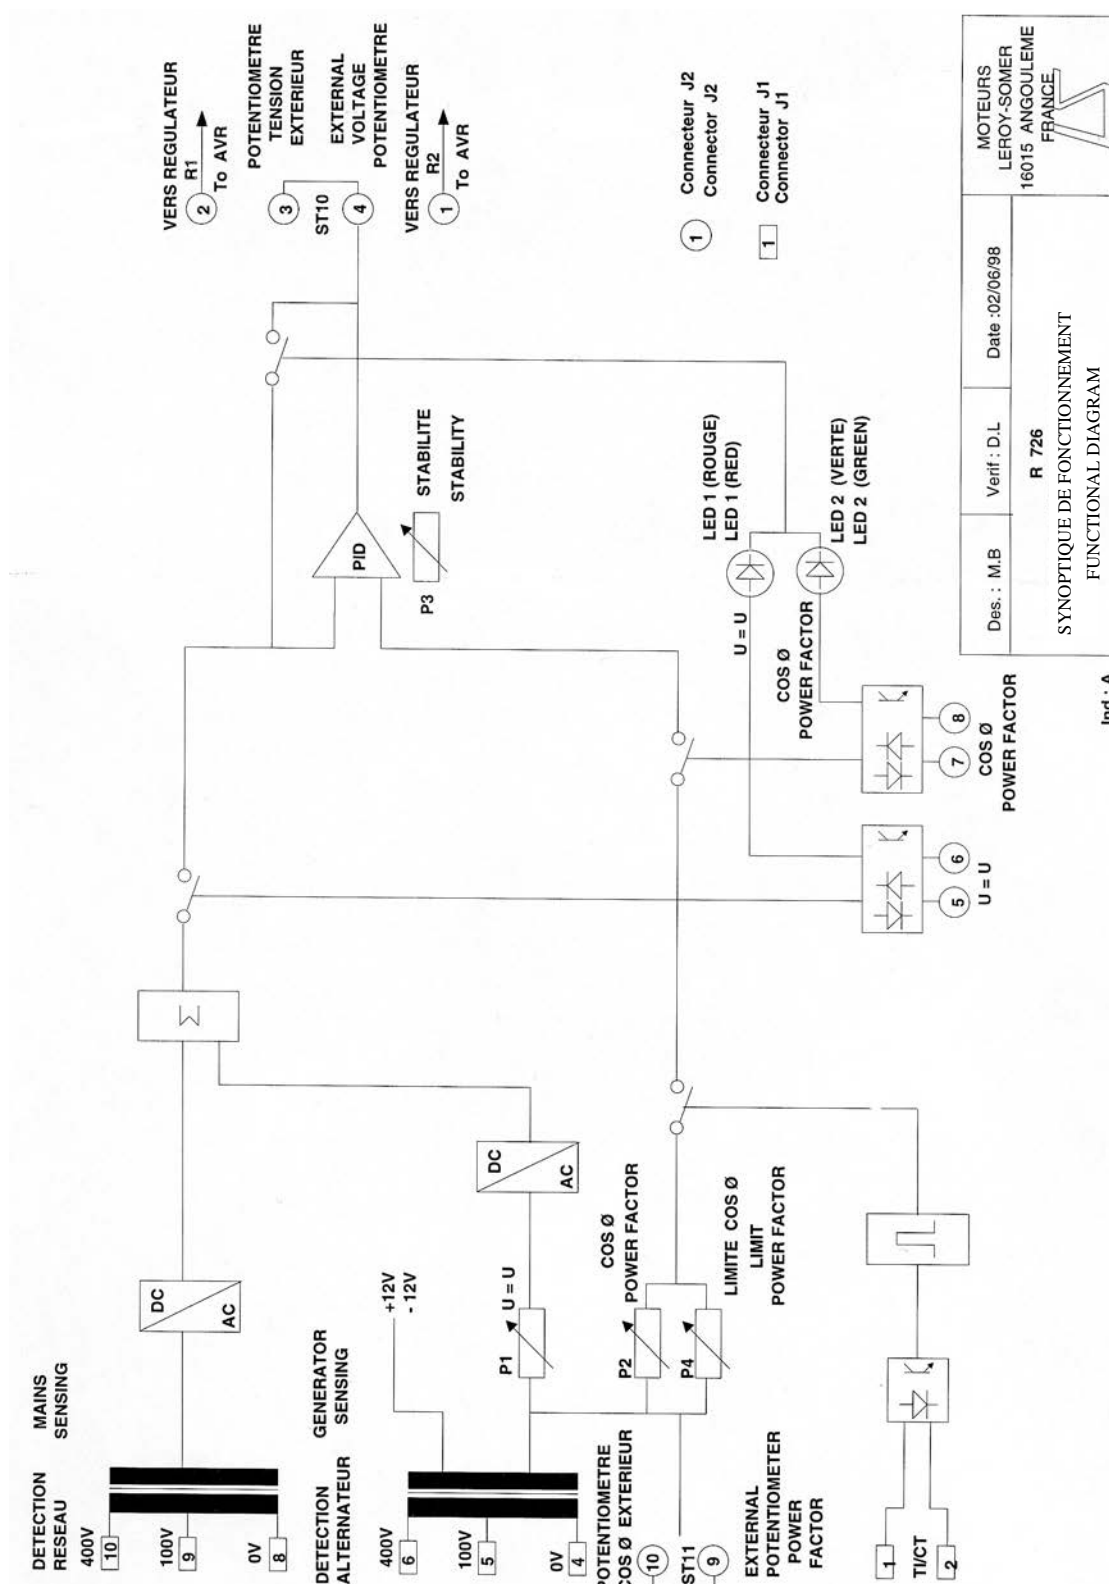 DETECTION
RESEAU
MAINS
SENSING
400V
10
100V
9
0V
8
DC
AC
Σ
DETECTION
ALTERNATEUR
GENERATOR
SENSING
400V
6
100V
5
0V
4
+12V
- 12V
P1
U = U
DC
AC
POTENTIOMETRE
COS Ø EXTERIEUR
10
ST11
9
EXTERNAL
POTENTIOMETER
POWER
FACTOR
P2
COS Ø
POWER FACTOR
P4
LIMITE COS Ø
LIMIT
POWER FACTOR
1
TI/CT
2
PID
P3
STABILITE
STABILITY
VERS REGULATEUR
2
R1
To AVR
POTENTIOMETRE
TENSION
EXTERIEUR
3
ST10
4
EXTERNAL
VOLTAGE
POTENTIOMETRE
VERS REGULATEUR
1
R2
To AVR
U = U
LED 1 (ROUGE)
LED 1 (RED)
COS Ø
POWER FACTOR
LED 2 (VERTE)
LED 2 (GREEN)
5
6
U = U
7
8
COS Ø
POWER FACTOR
1
Connecteur J2
Connector J2
1
Connecteur J1
Connector J1
Des. : M.B
Verif : D.L
Date :02/06/98
MOTEURS
LEROY-SOMER
16015 ANGOULEME
FRANCE
R 726
SYNOPTIQUE DE FONCTIONNEMENT
FUNCTIONAL DIAGRAM
Ind : A